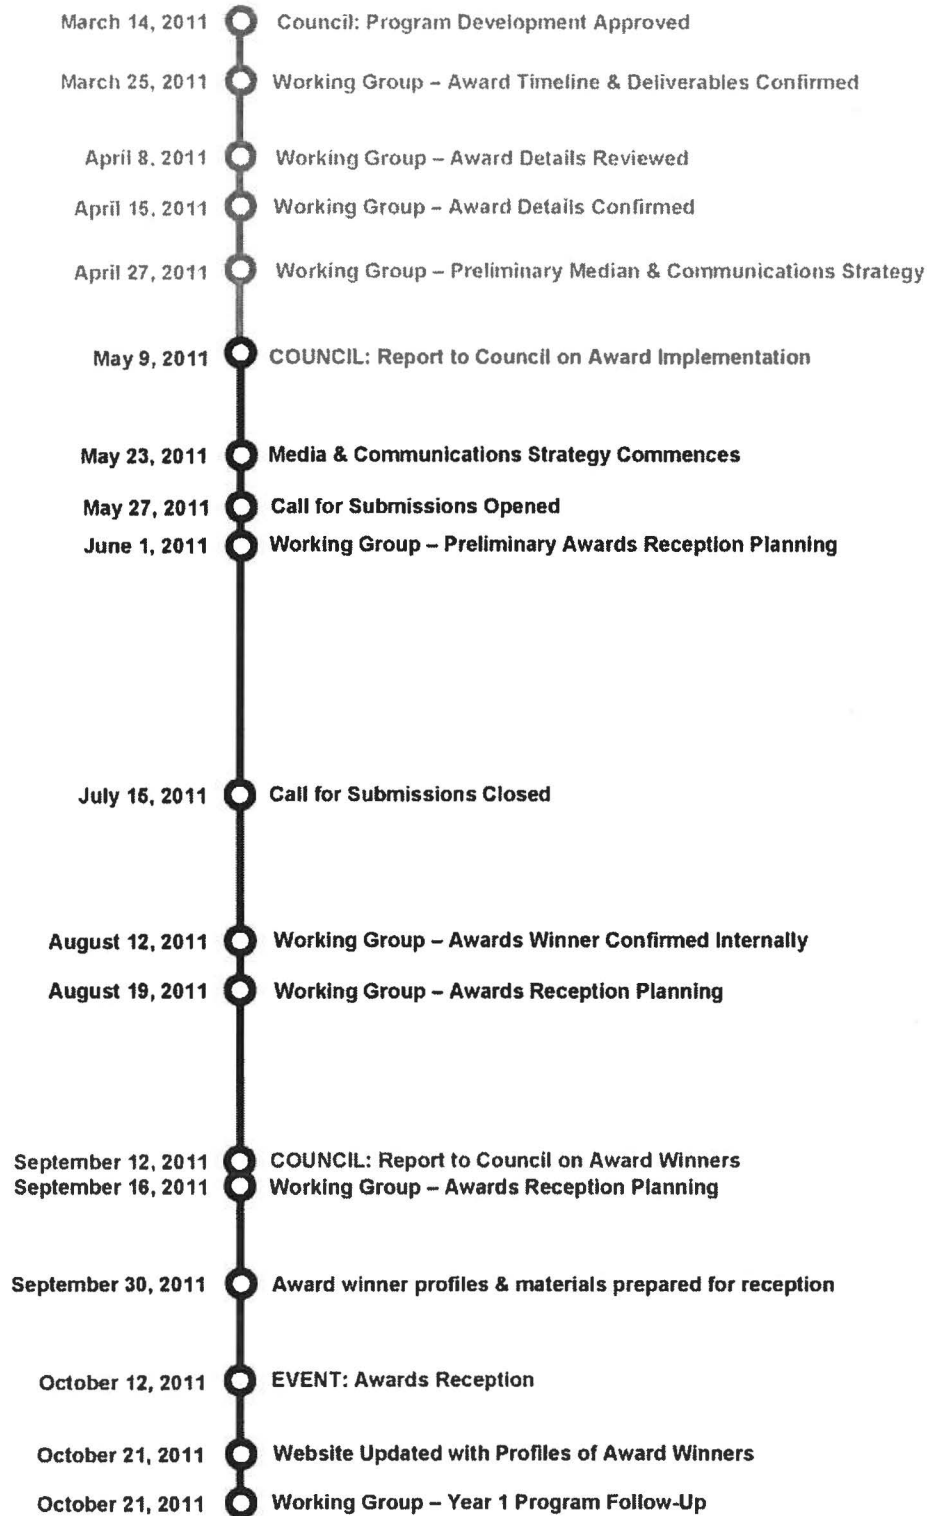 March 14, 2011 Council: Program Development Approved
March 25, 2011 Working Group – Award Timeline & Deliverables Confirmed
April 8, 2011 Working Group – Award Details Reviewed
April 15, 2011 Working Group – Award Details Confirmed
April 27, 2011 Working Group – Preliminary Median & Communications Strategy
May 9, 2011 COUNCIL: Report to Council on Award Implementation
May 23, 2011 Media & Communications Strategy Commences
May 27, 2011 Call for Submissions Opened
June 1, 2011 Working Group – Preliminary Awards Reception Planning
July 15, 2011 Call for Submissions Closed
August 12, 2011 Working Group – Awards Winner Confirmed Internally
August 19, 2011 Working Group – Awards Reception Planning
September 12, 2011 COUNCIL: Report to Council on Award Winners
September 16, 2011 Working Group – Awards Reception Planning
September 30, 2011 Award winner profiles & materials prepared for reception
October 12, 2011 EVENT: Awards Reception
October 21, 2011 Website Updated with Profiles of Award Winners
October 21, 2011 Working Group – Year 1 Program Follow-Up